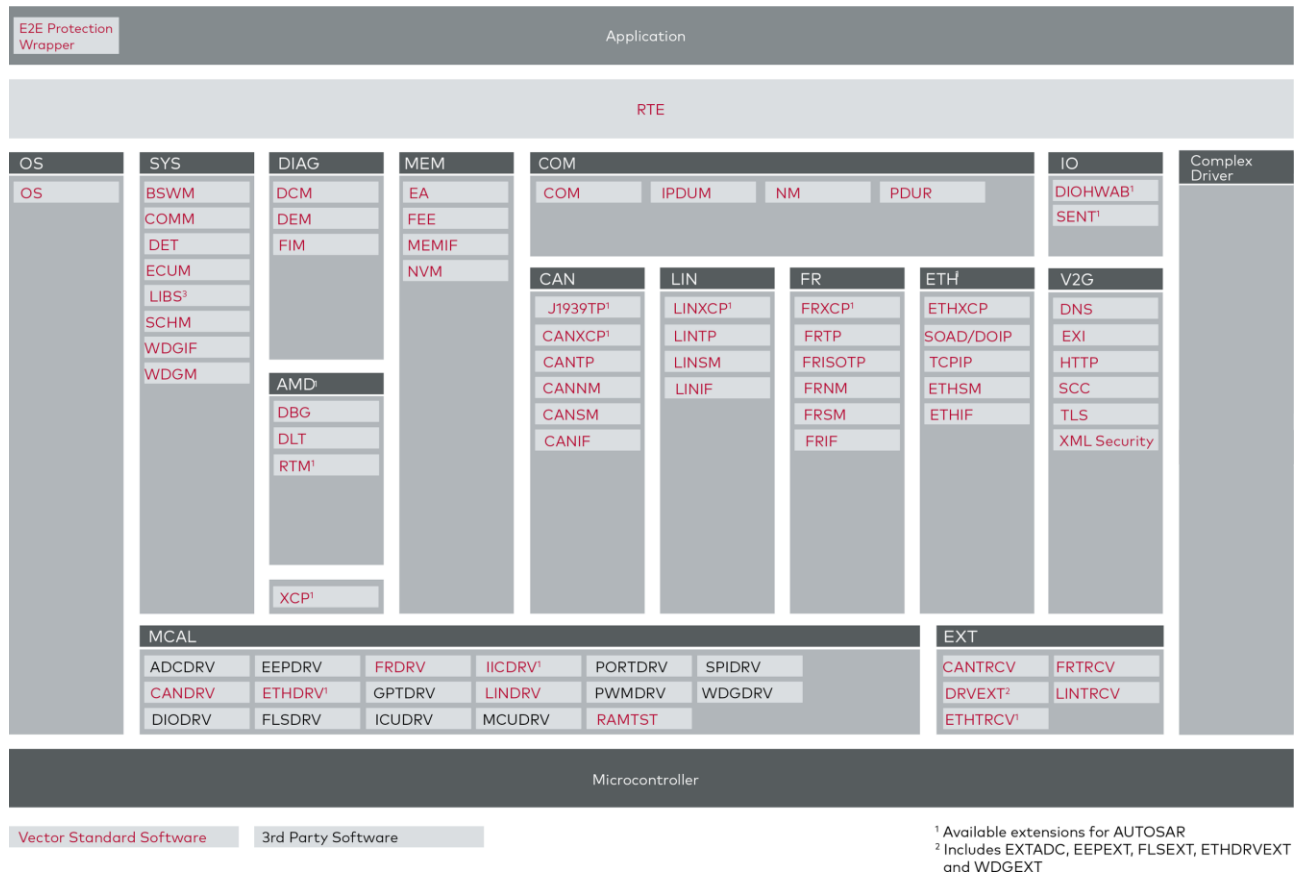 E2E Protection
Wrapper
Application
RTE
OS
OS
SYS
BSWM
COMM
DET
ECUM
LIBS³
SCHM
WDGIF
WDGM
DIAG
DCM
DEM
FIM
AMD¹
DBG
DLT
RTM¹
XCP¹
MEM
EA
FEE
MEMIF
NVM
COM
COM
IPDUM
NM
PDUR
CAN
J1939TP¹
CANXCP¹
CANTP
CANNM
CANSM
CANIF
LIN
LINXCP¹
LINTP
LINSM
LINIF
FR
FRXCP¹
FRTP
FRISOTP
FRNM
FRSM
FRIF
ETH¹
ETHXCP
SOAD/DOIP
TCPIP
ETHSM
ETHIF
IO
DIOHWAB¹
SENT¹
V2G
DNS
EXI
HTTP
SCC
TLS
XML Security
Complex
Driver
MCAL
ADCDRV EEPDRV FRDRV IICDRV¹ PORTDRV SPIDRV
CANDRV ETHDRV¹ GPTDRV LINDRV PWMDRV WDGDRV
DIODRV FLSDRV ICUDRV MCUDRV RAMTST
EXT
CANTRCV FRTRCV
DRVEXT² LINTRCV
ETHTRCV¹
Microcontroller
Vector Standard Software
3rd Party Software
¹ Available extensions for AUTOSAR
² Includes EXTADC, EEPEXT, FLSEXT, ETHDRVEXT
and WDGEXT